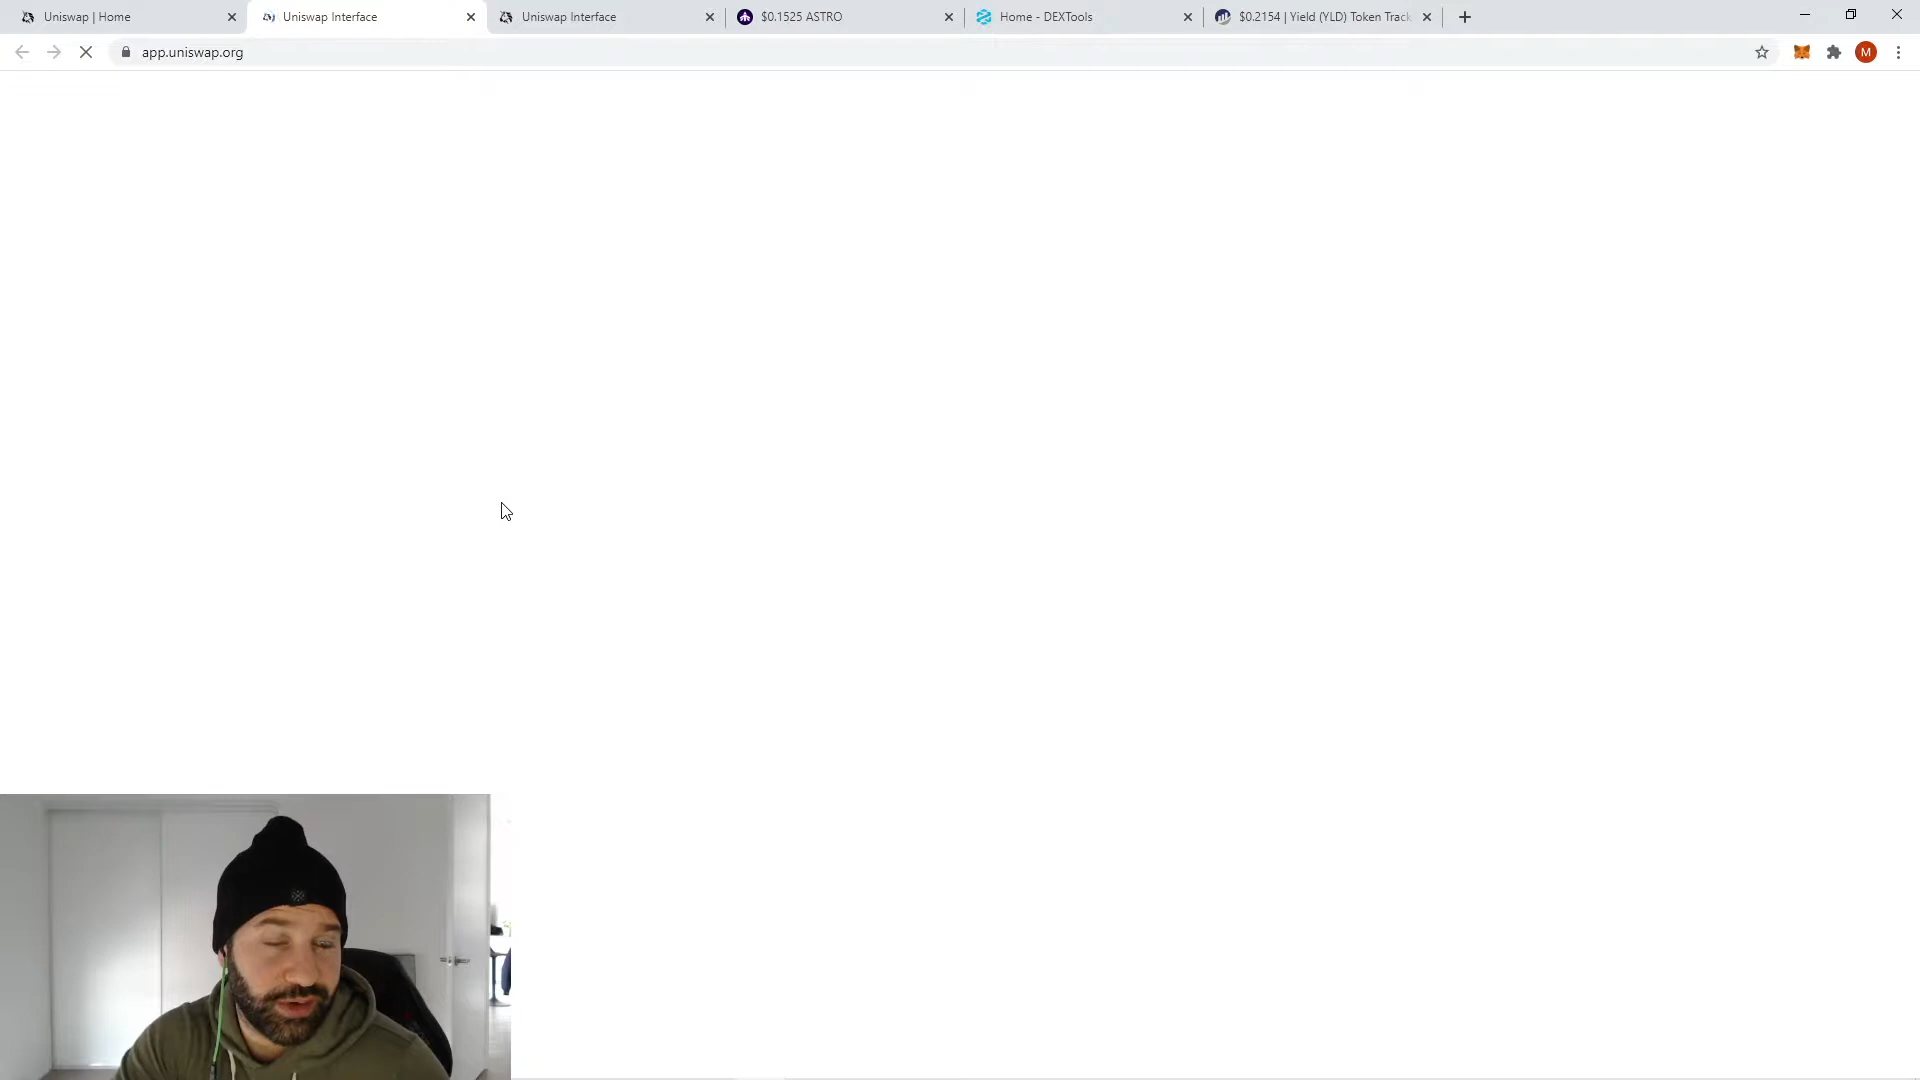 Uniswap | Home
Uniswap Interface
Uniswap Interface
$0.1525 ASTRO
Home - DEXTools
$0.2154 | Yield (YLD) Token Track
app.uniswap.org
M